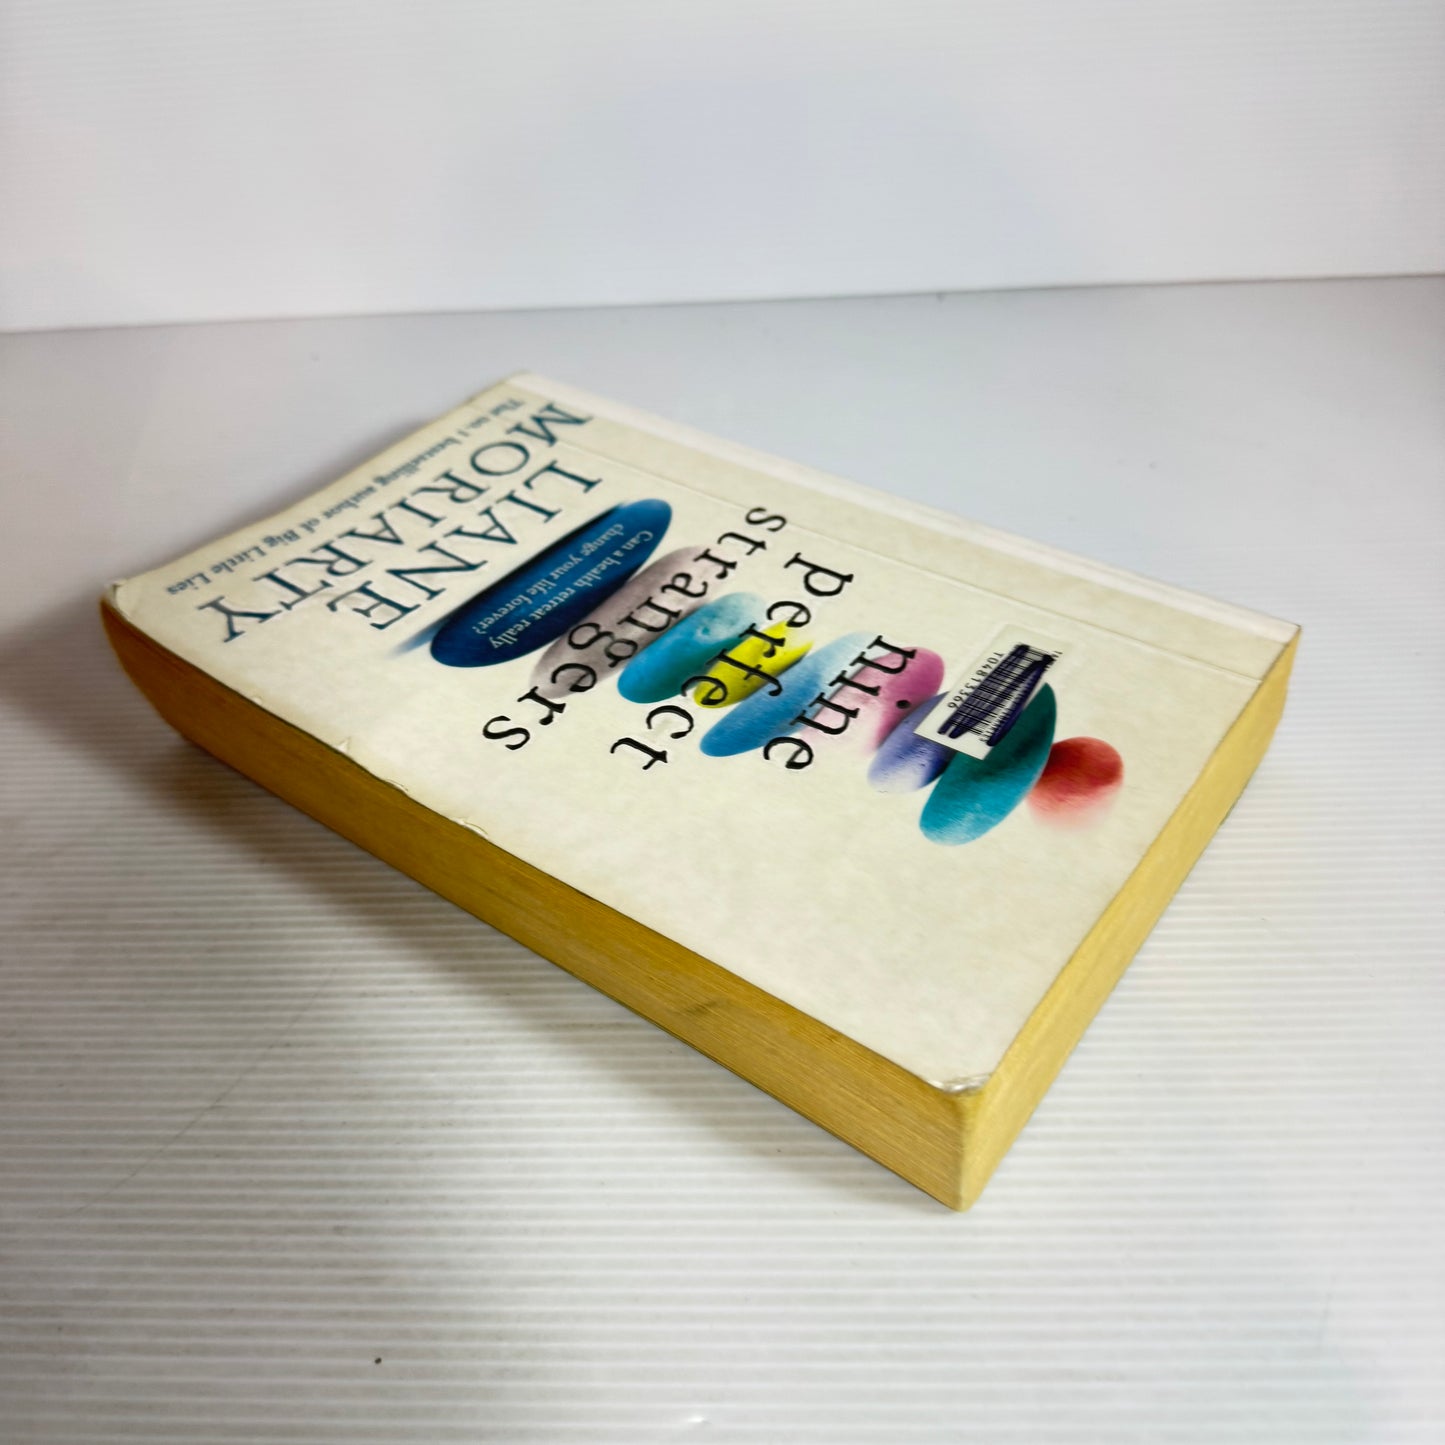 nine
perfect
strangers
Can a health retreat really
change your life forever?
LIANE
MORIARTY
The no. 1 bestselling author of Big Little Lies
T04813566